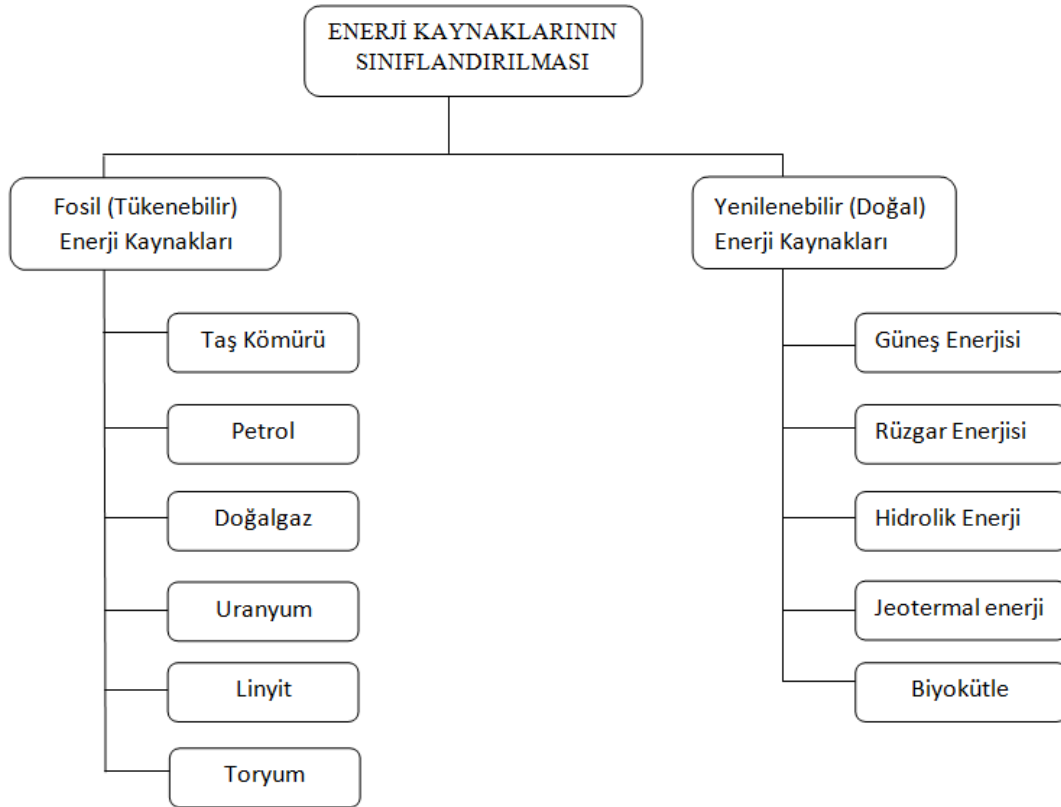 ENERJİ KAYNAKLARININ
SINIFLANDIRILMASI
Fosil (Tükenebilir)
Enerji Kaynakları
Taş Kömürü
Petrol
Doğalgaz
Uranyum
Linyit
Toryum
Yenilenebilir (Doğal)
Enerji Kaynakları
Güneş Enerjisi
Rüzgar Enerjisi
Hidrolik Enerji
Jeotermal enerji
Biyokütle